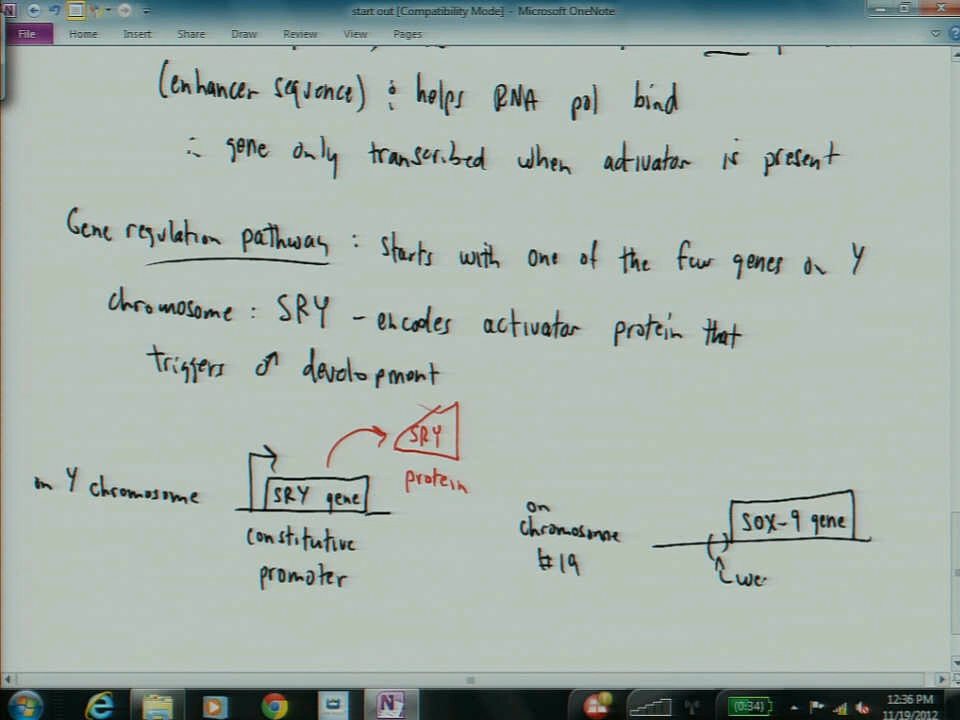 start out [Compatibility Mode] - Microsoft OneNote
File Home Insert Share Draw Review View Pages
(enhancer sequence) : helps RNA pol bind
∴ gene only transcribed when activator is present
Gene regulation pathway : starts with one of the few genes on Y
chromosome : SRY - encodes activator protein that
triggers ♂ development
SRY
protein
on Y chromosome
SRY gene
constitutive
promoter
on
chromosome
#19
SOX-9 gene
we
(0:34)
12:36 PM
11/19/2012